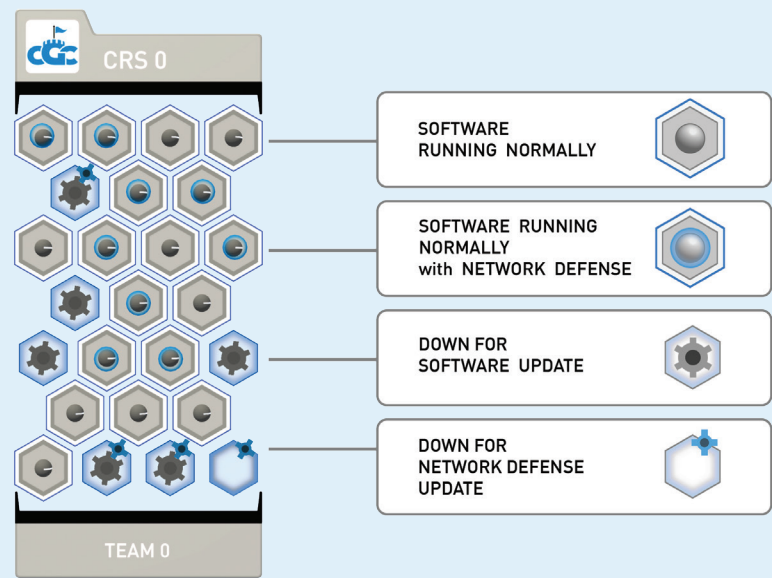 CGC
CRS 0
SOFTWARE
RUNNING NORMALLY
SOFTWARE RUNNING
NORMALLY
with NETWORK DEFENSE
DOWN FOR
SOFTWARE UPDATE
DOWN FOR
NETWORK DEFENSE
UPDATE
TEAM 0